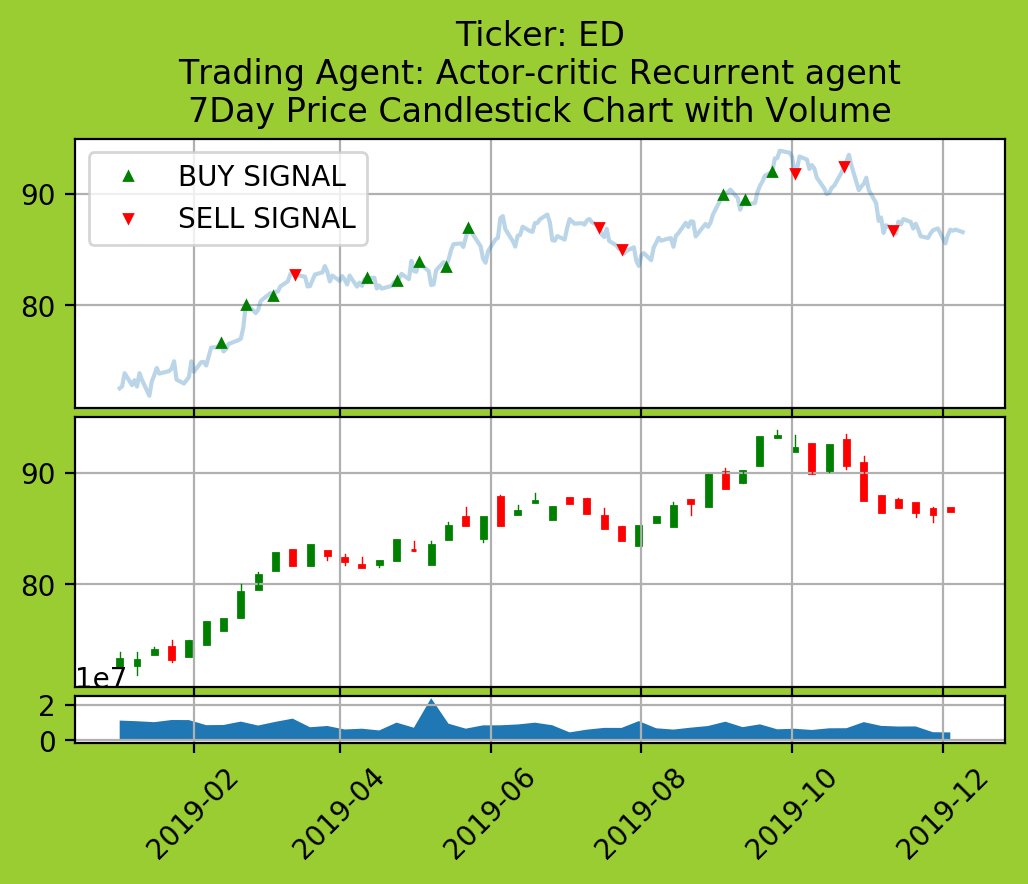 Ticker: ED
Trading Agent: Actor-critic Recurrent agent
7Day Price Candlestick Chart with Volume
BUY SIGNAL
SELL SIGNAL
90
80
90
80
1e7
2
0
2019-02
2019-04
2019-06
2019-08
2019-10
2019-12